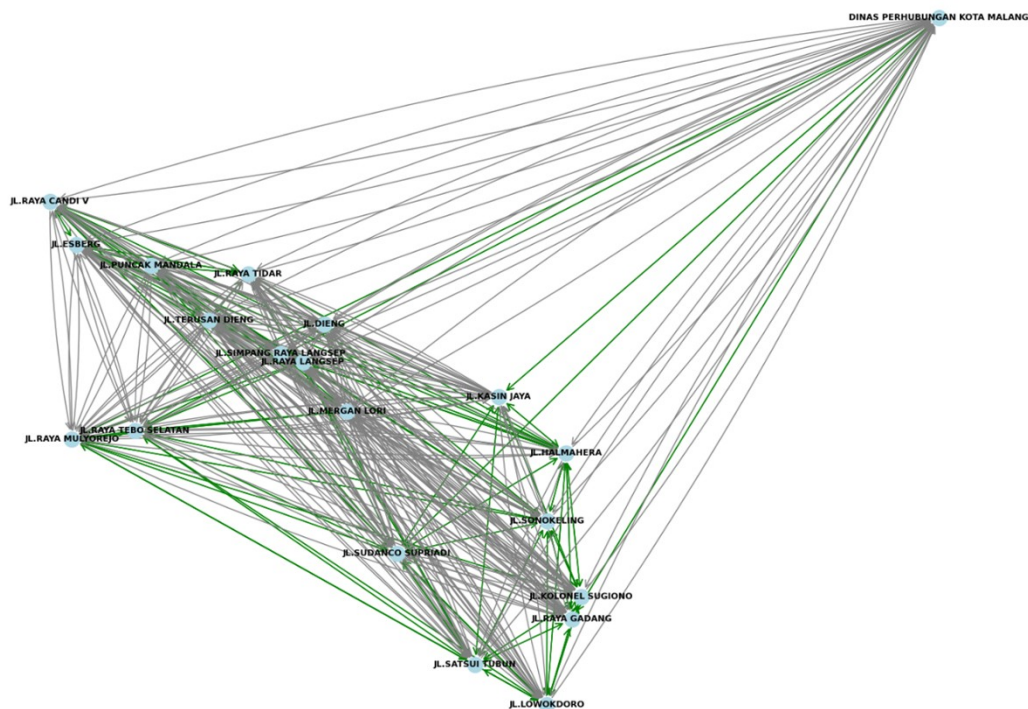 DINAS PERHUBUNGAN KOTA MALANG
JL.RAYA CANDI V
JL.ESBERG
JL.PUNCAK MANDALA
JL.RAYA TIDAR
JL.TERUSAN DIENG
JL.DIENG
JL.SIMPANG RAYA LANGSEP
JL.RAYA LANGSEP
JL.KASIN JAYA
JL.MERGAN LORI
JL.RAYA TEBO SELATAN
JL.RAYA MULYOREJO
JL.HALMAHERA
JL.SONOKELING
JL.SUDANCO SUPRIADI
JL.KOLONEL SUGIONO
JL.RAYA GADANG
JL.SATSUI TUBUN
JL.LOWOKDORO